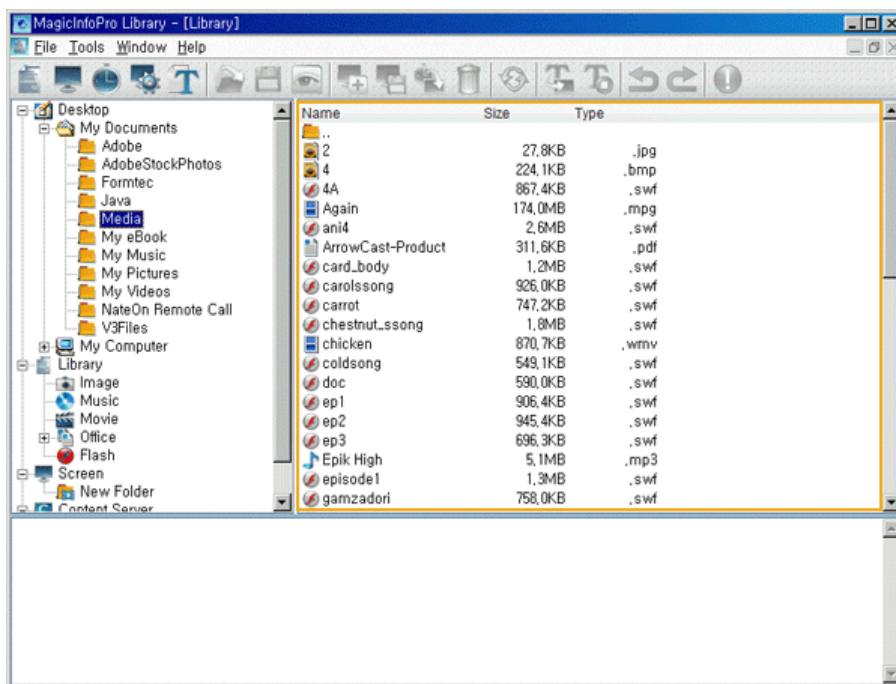 MagicInfoPro Library - [Library]
File Tools Window Help
Desktop
My Documents
Adobe
AdobeStockPhotos
Formtec
Java
Media
My eBook
My Music
My Pictures
My Videos
NateOn Remote Call
V3Files
My Computer
Library
Image
Music
Movie
Office
Flash
Screen
New Folder
Content Server
Name Size Type
..
2 27,8KB .jpg
4 224,1KB .bmp
4A 867,4KB .swf
Again 174,0MB .mpg
ani4 2,6MB .swf
ArrowCast-Product 311,6KB .pdf
card_body 1,2MB .swf
carolssong 926,0KB .swf
carrot 747,2KB .swf
chestnut_ssong 1,8MB .swf
chicken 870,7KB .wmv
coldsong 549,1KB .swf
doc 590,0KB .swf
ep1 906,4KB .swf
ep2 945,4KB .swf
ep3 696,3KB .swf
Epik High 5,1MB .mp3
episode1 1,3MB .swf
gamzadori 758,0KB .swf